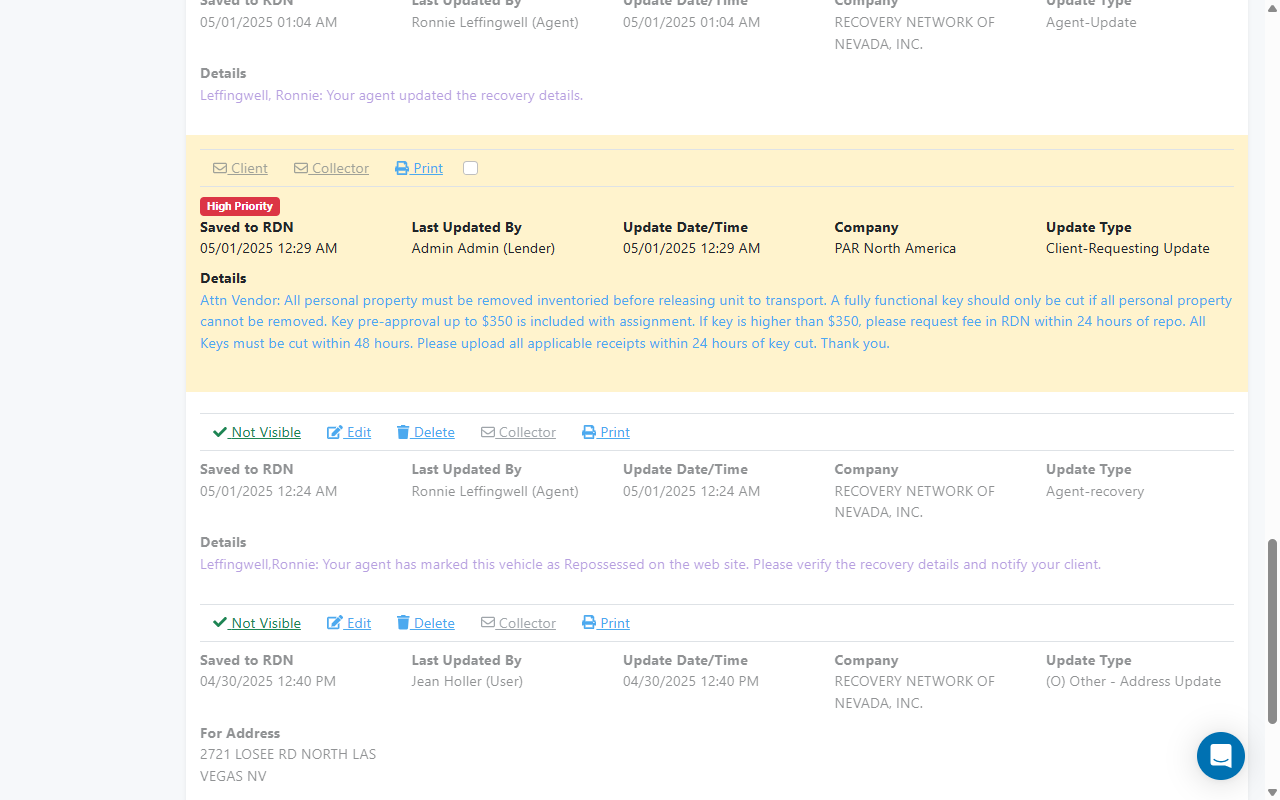 Saved to RDN Last Updated By Update Date/Time Company Update Type
05/01/2025 01:04 AM Ronnie Leffingwell (Agent) 05/01/2025 01:04 AM RECOVERY NETWORK OF NEVADA, INC. Agent-Update
Details
Leffingwell, Ronnie: Your agent updated the recovery details.
Client Collector Print
High Priority
Saved to RDN Last Updated By Update Date/Time Company Update Type
05/01/2025 12:29 AM Admin Admin (Lender) 05/01/2025 12:29 AM PAR North America Client-Requesting Update
Details
Attn Vendor: All personal property must be removed inventoried before releasing unit to transport. A fully functional key should only be cut if all personal property
cannot be removed. Key pre-approval up to $350 is included with assignment. If key is higher than $350, please request fee in RDN within 24 hours of repo. All
Keys must be cut within 48 hours. Please upload all applicable receipts within 24 hours of key cut. Thank you.
Not Visible Edit Delete Collector Print
Saved to RDN Last Updated By Update Date/Time Company Update Type
05/01/2025 12:24 AM Ronnie Leffingwell (Agent) 05/01/2025 12:24 AM RECOVERY NETWORK OF NEVADA, INC. Agent-recovery
Details
Leffingwell,Ronnie: Your agent has marked this vehicle as Repossessed on the web site. Please verify the recovery details and notify your client.
Not Visible Edit Delete Collector Print
Saved to RDN Last Updated By Update Date/Time Company Update Type
04/30/2025 12:40 PM Jean Holler (User) 04/30/2025 12:40 PM RECOVERY NETWORK OF NEVADA, INC. (O) Other - Address Update
For Address
2721 LOSEE RD NORTH LAS
VEGAS NV